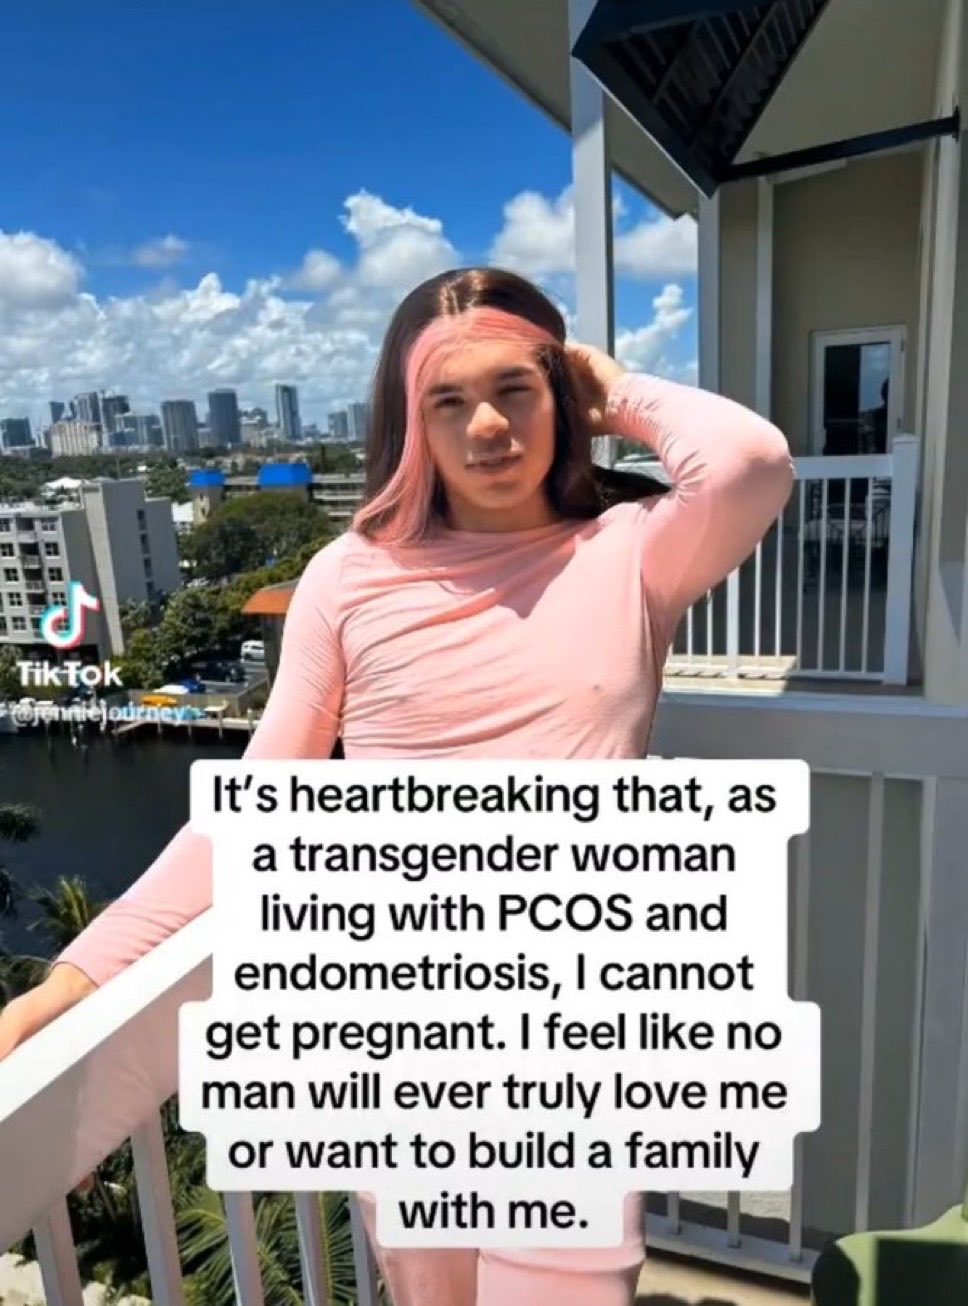 TikTok
@jenniejourney
It's heartbreaking that, as
a transgender woman
living with PCOS and
endometriosis, I cannot
get pregnant. I feel like no
man will ever truly love me
or want to build a family
with me.